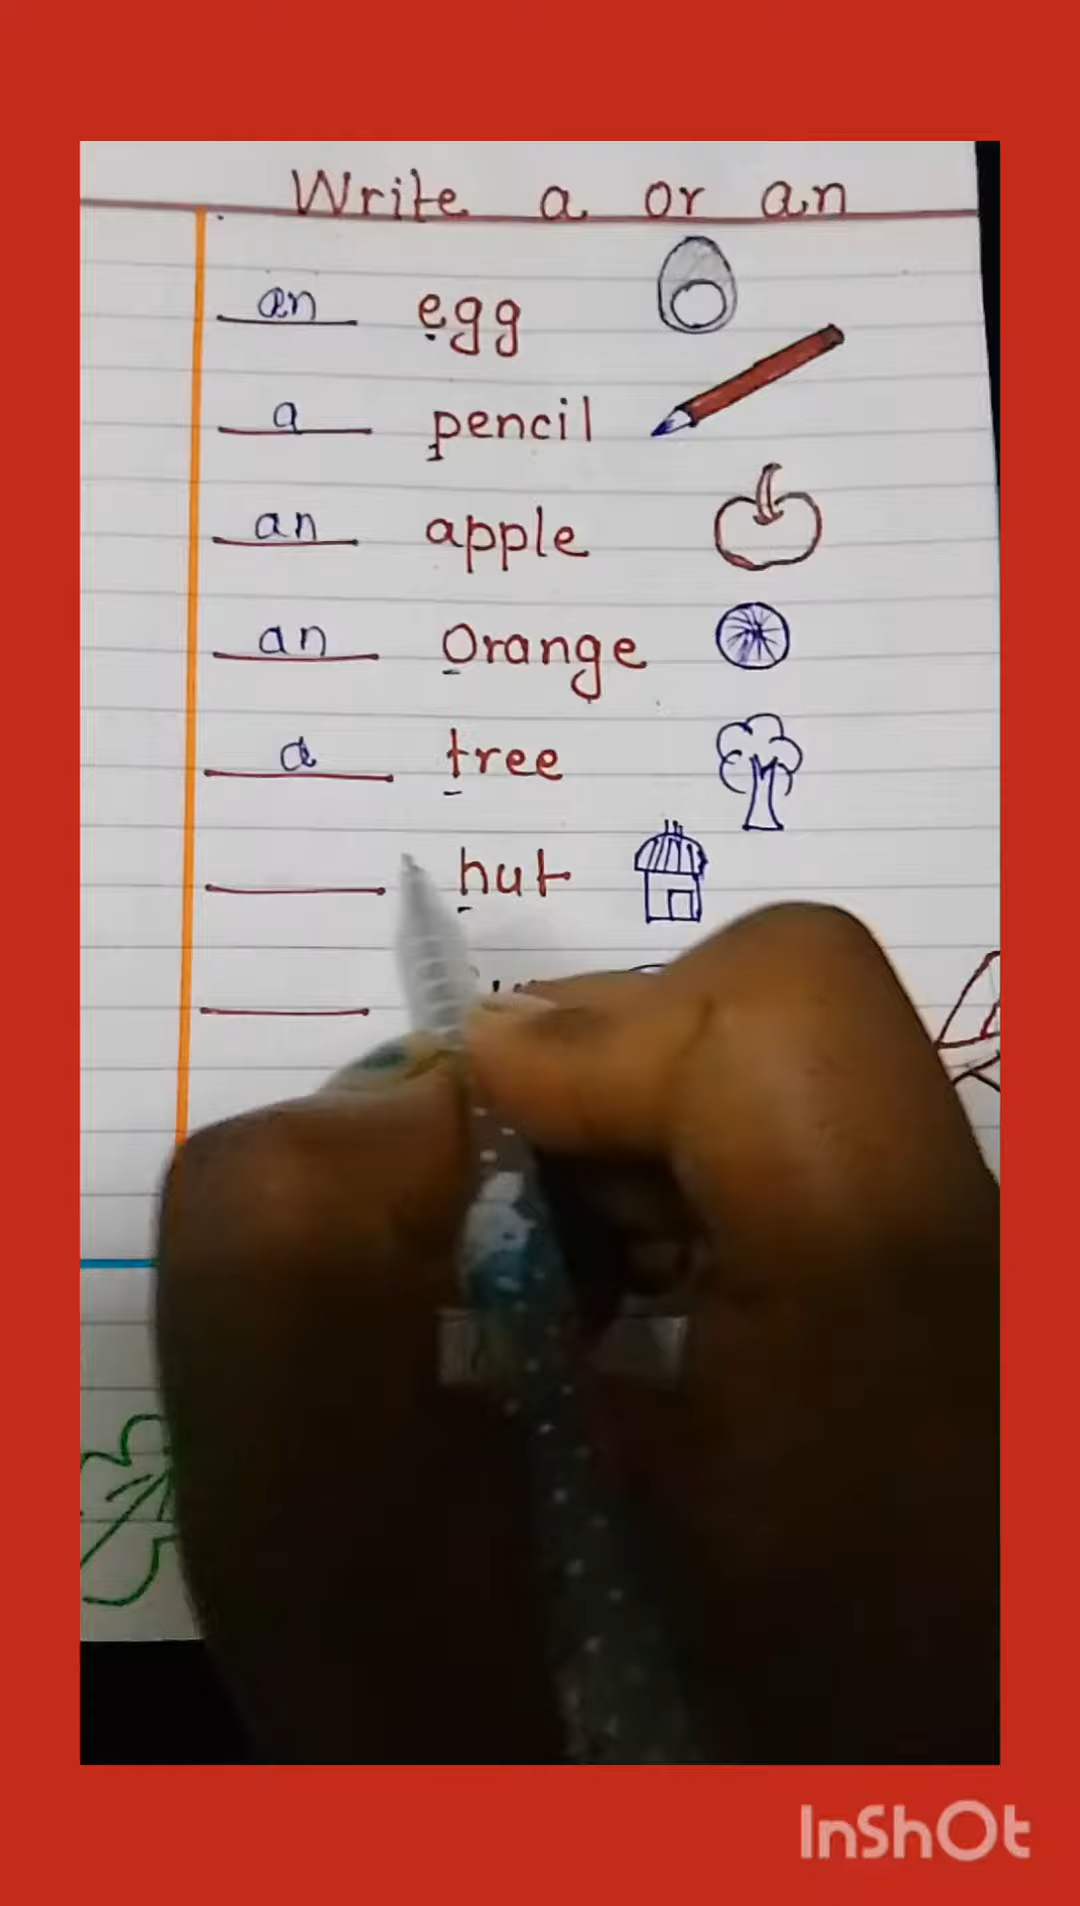 Write a or an
an egg
a pencil
an apple
an orange
a tree
hut
InShOt